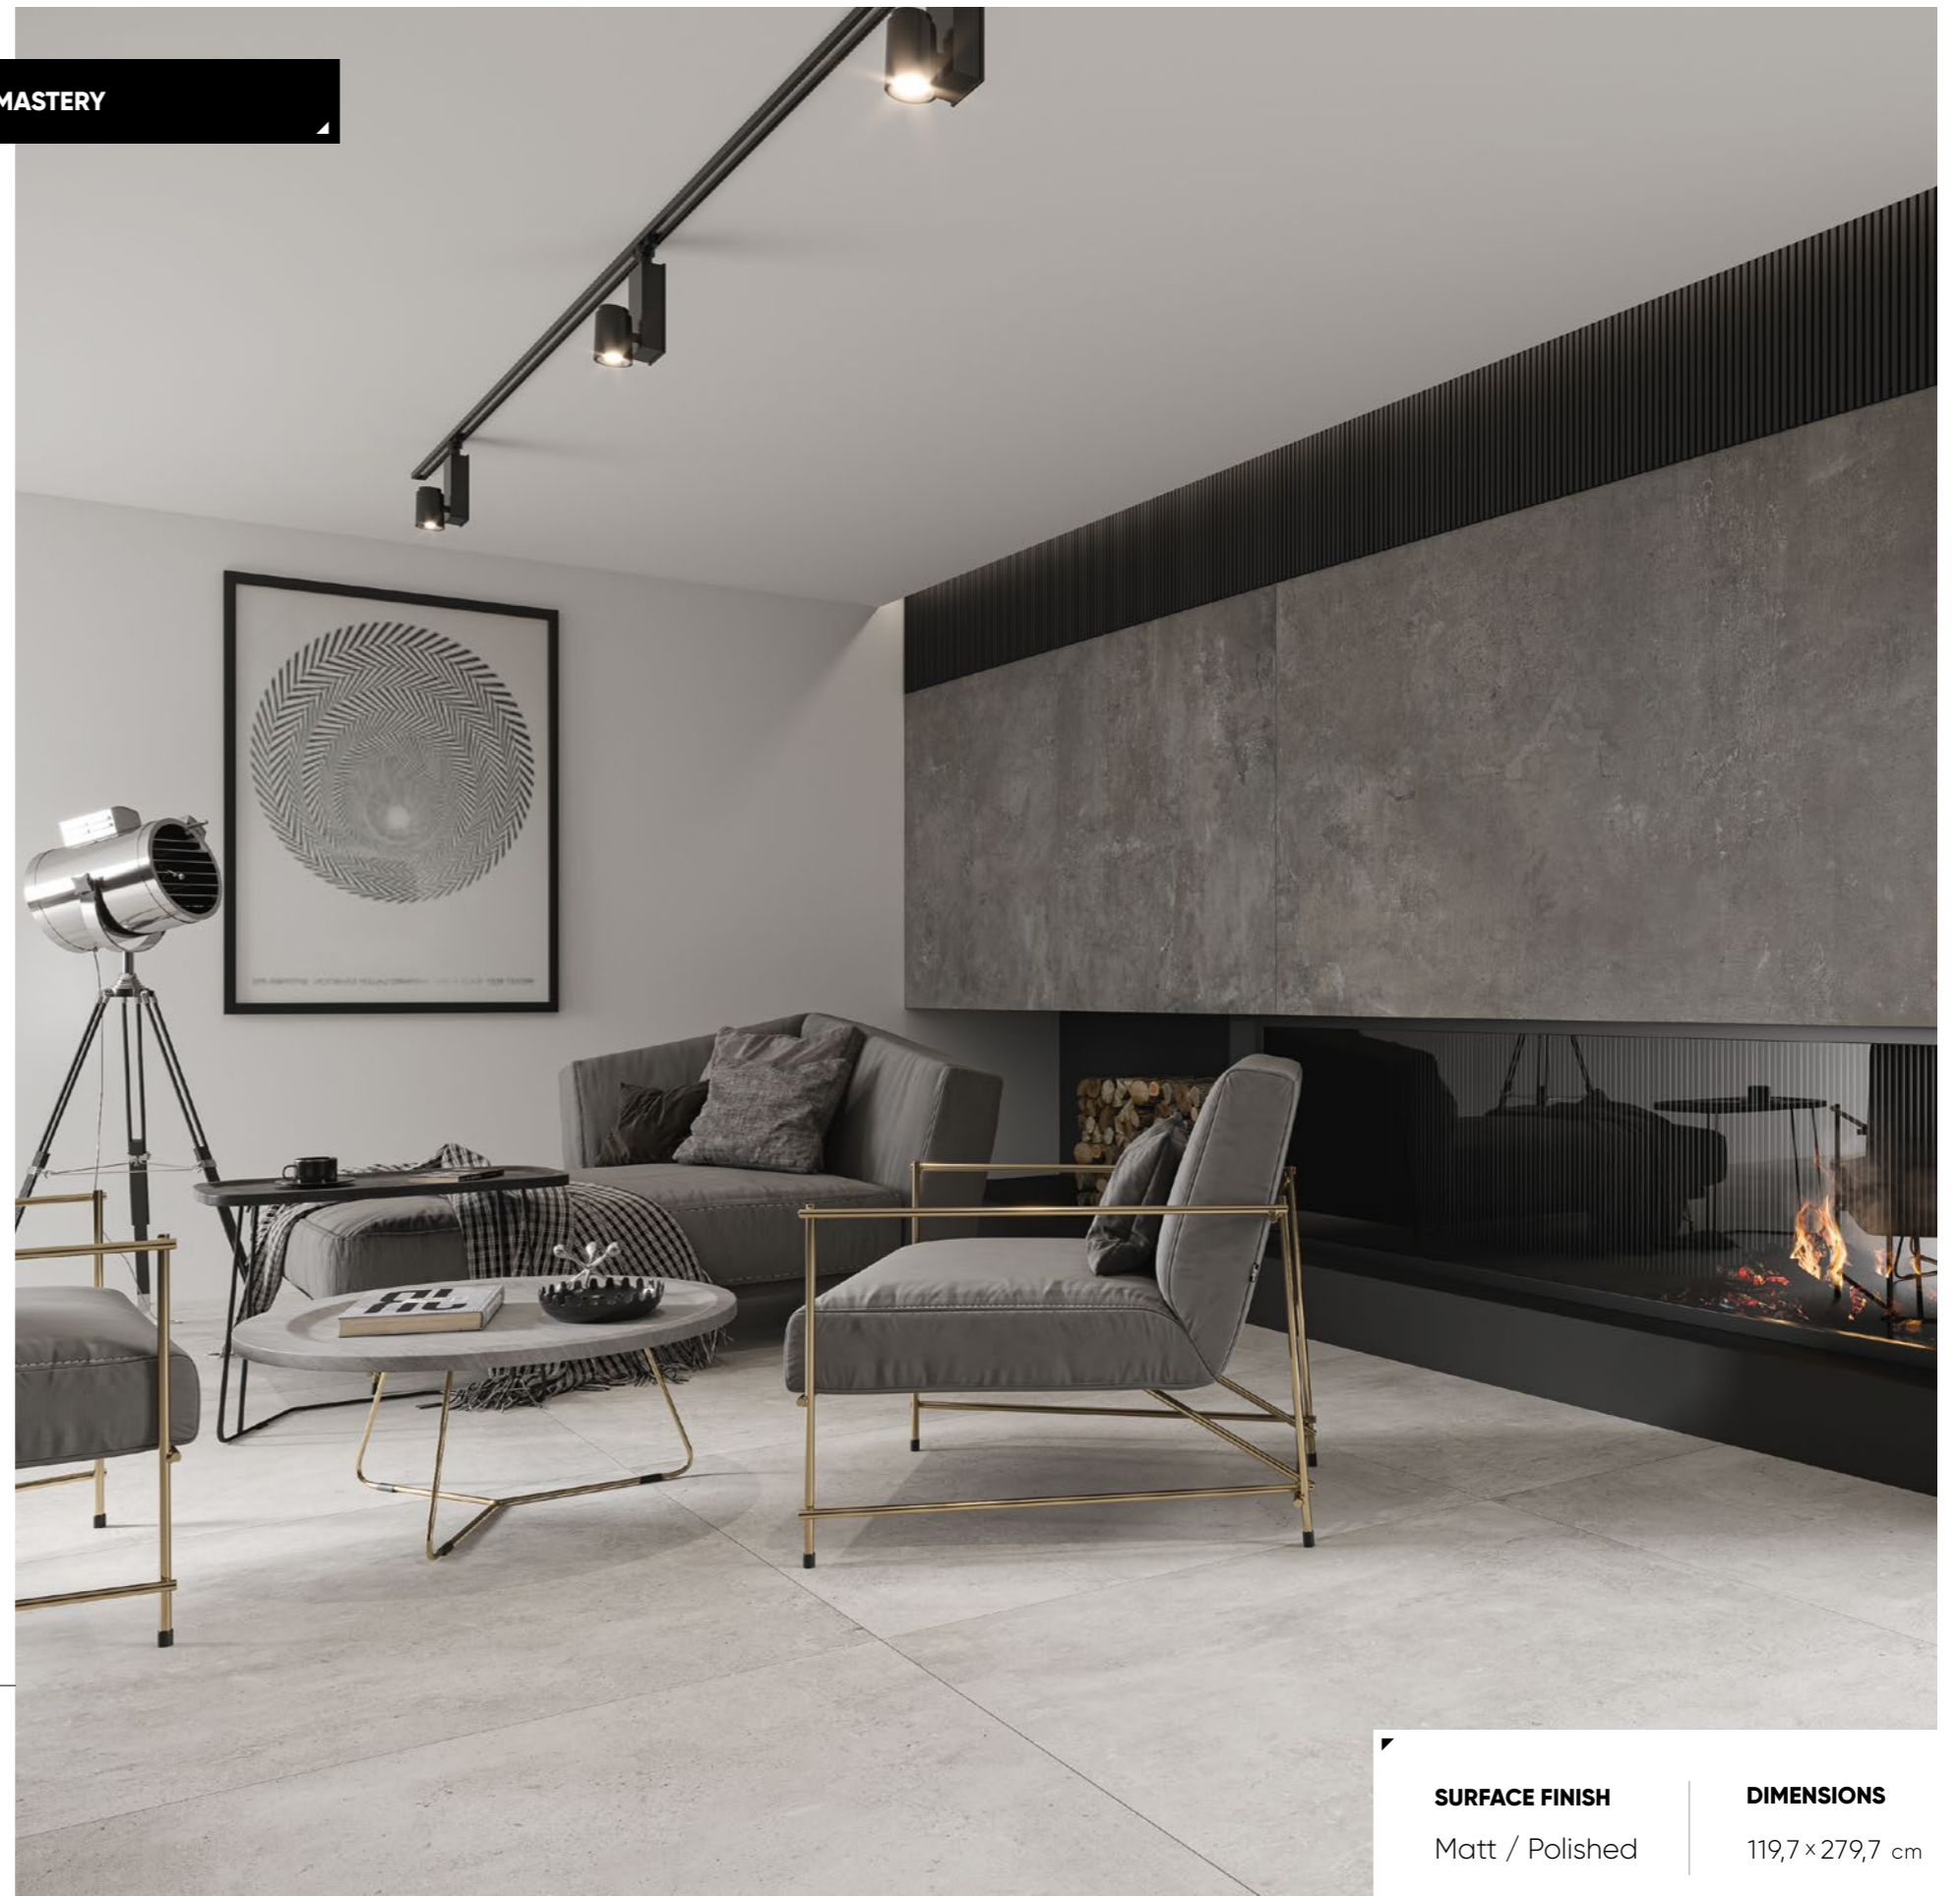 MASTERY
SURFACE FINISH
Matt / Polished
DIMENSIONS
119,7 × 279,7 cm